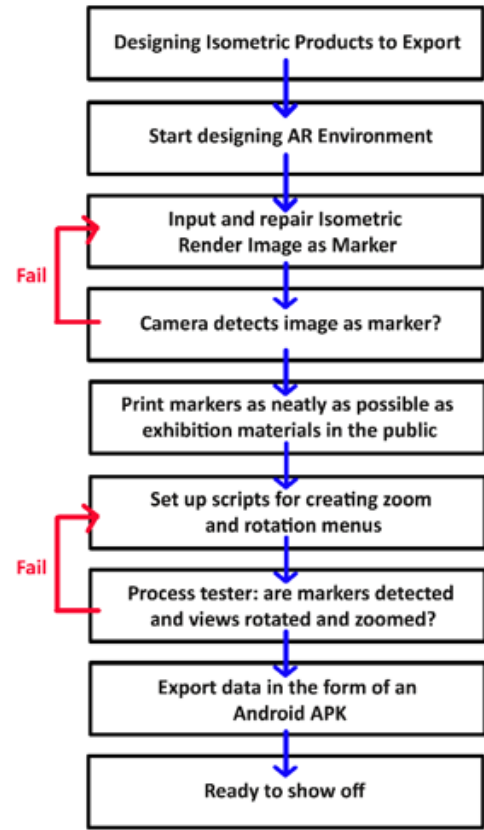 Designing Isometric Products to Export
Start designing AR Environment
Input and repair Isometric
Render Image as Marker
Fail
Camera detects image as marker?
Print markers as neatly as possible as
exhibition materials in the public
Set up scripts for creating zoom
and rotation menus
Fail
Process tester: are markers detected
and views rotated and zoomed?
Export data in the form of an
Android APK
Ready to show off